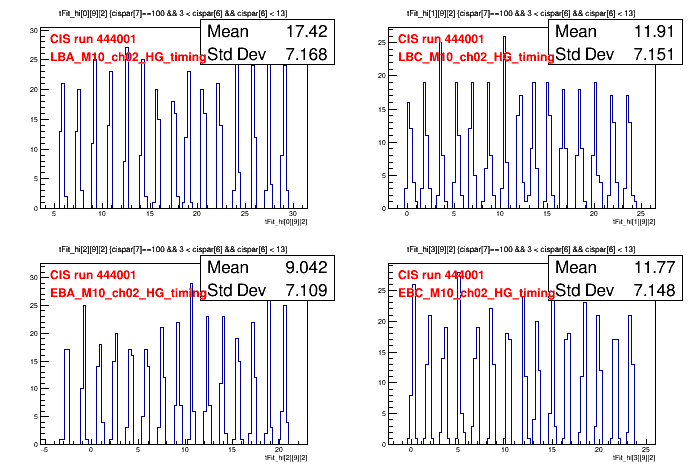 tFit_hi[0][9][2] {cispar[7]==100 && 3 < cispar[6] && cispar[6] < 13}
CIS run 444001
LBA_M10_ch02_HG_timing
Mean 17.42
Std Dev 7.168
30
25
20
15
10
5
0
5 10 15 20 25 30
tFit_hi[0][9][2]
tFit_hi[1][9][2] {cispar[7]==100 && 3 < cispar[6] && cispar[6] < 13}
CIS run 444001
LBC_M10_ch02_HG_timing
Mean 11.91
Std Dev 7.151
25
20
15
10
5
0
0 5 10 15 20 25
tFit_hi[1][9][2]
tFit_hi[2][9][2] {cispar[7]==100 && 3 < cispar[6] && cispar[6] < 13}
CIS run 444001
EBA_M10_ch02_HG_timing
Mean 9.042
Std Dev 7.109
30
25
20
15
10
5
0
-5 0 5 10 15 20
tFit_hi[2][9][2]
tFit_hi[3][9][2] {cispar[7]==100 && 3 < cispar[6] && cispar[6] < 13}
CIS run 444001
EBC_M10_ch02_HG_timing
Mean 11.77
Std Dev 7.148
25
20
15
10
5
0
0 5 10 15 20 25
tFit_hi[3][9][2]